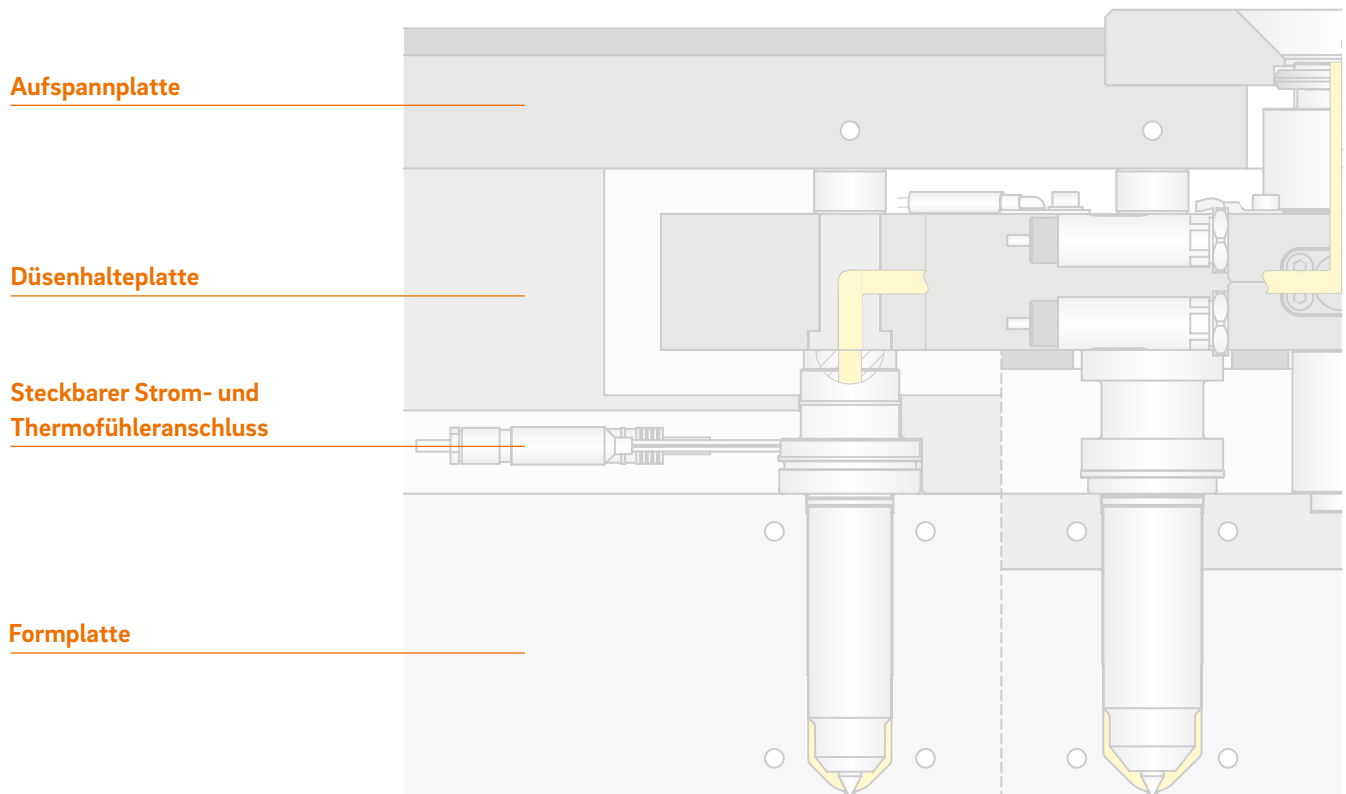 Aufspannplatte
Düsenhalteplatte
Steckbarer Strom- und
Thermofühleranschluss
Formplatte